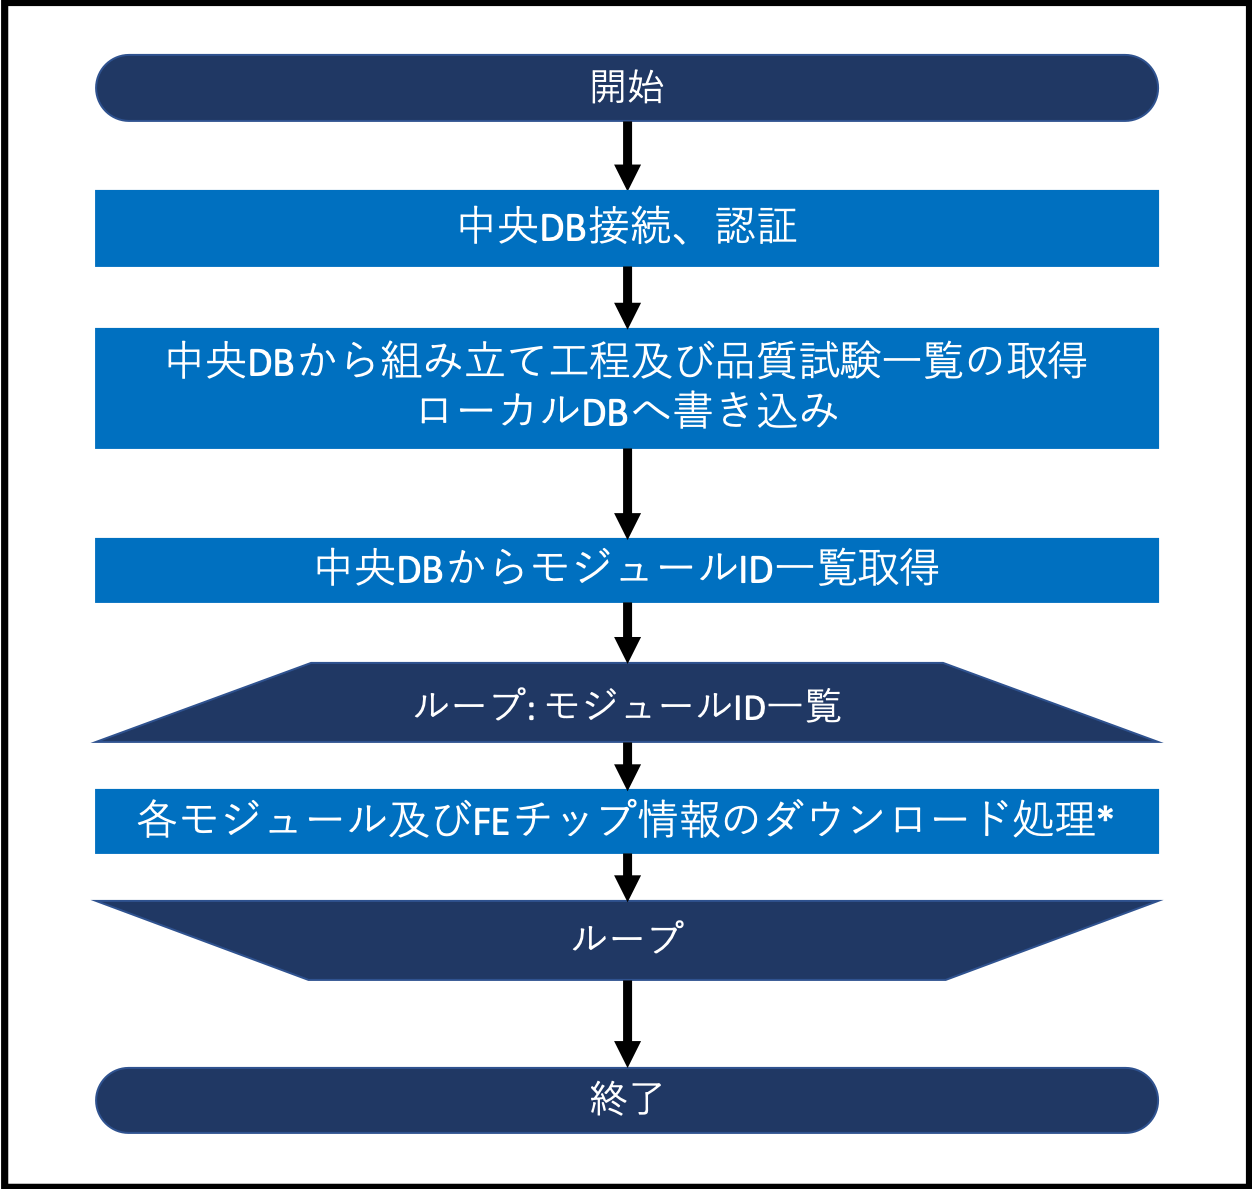 開始
中央DB接続、認証
中央DBから組み立て工程及び品質試験一覧の取得
ローカルDBへ書き込み
中央DBからモジュールID一覧取得
ループ: モジュールID一覧
各モジュール及びFEチップ情報のダウンロード処理*
ループ
終了